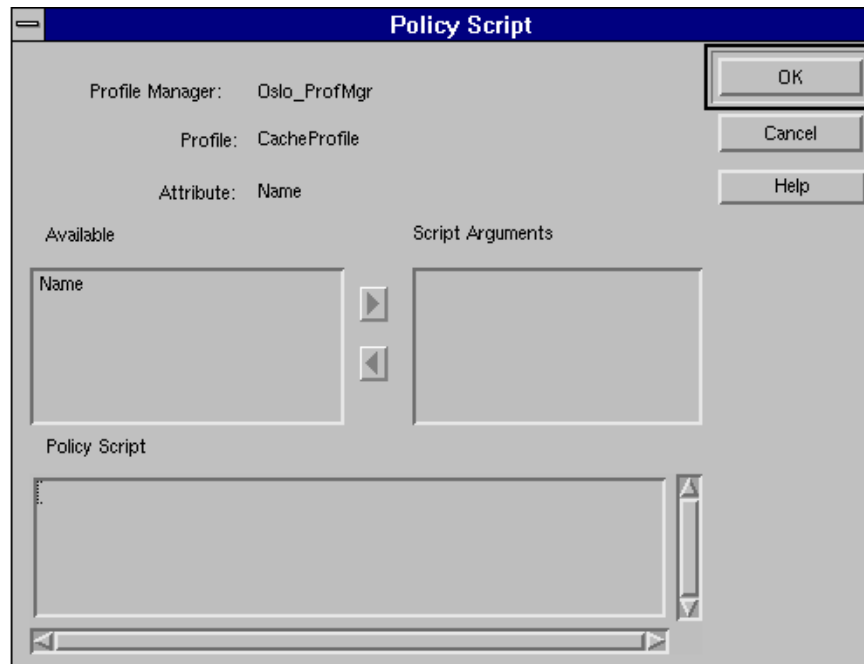 Policy Script
Profile Manager: Oslo_ProfMgr
OK
Profile: CacheProfile
Cancel
Attribute: Name
Help
Available
Script Arguments
Name
Policy Script